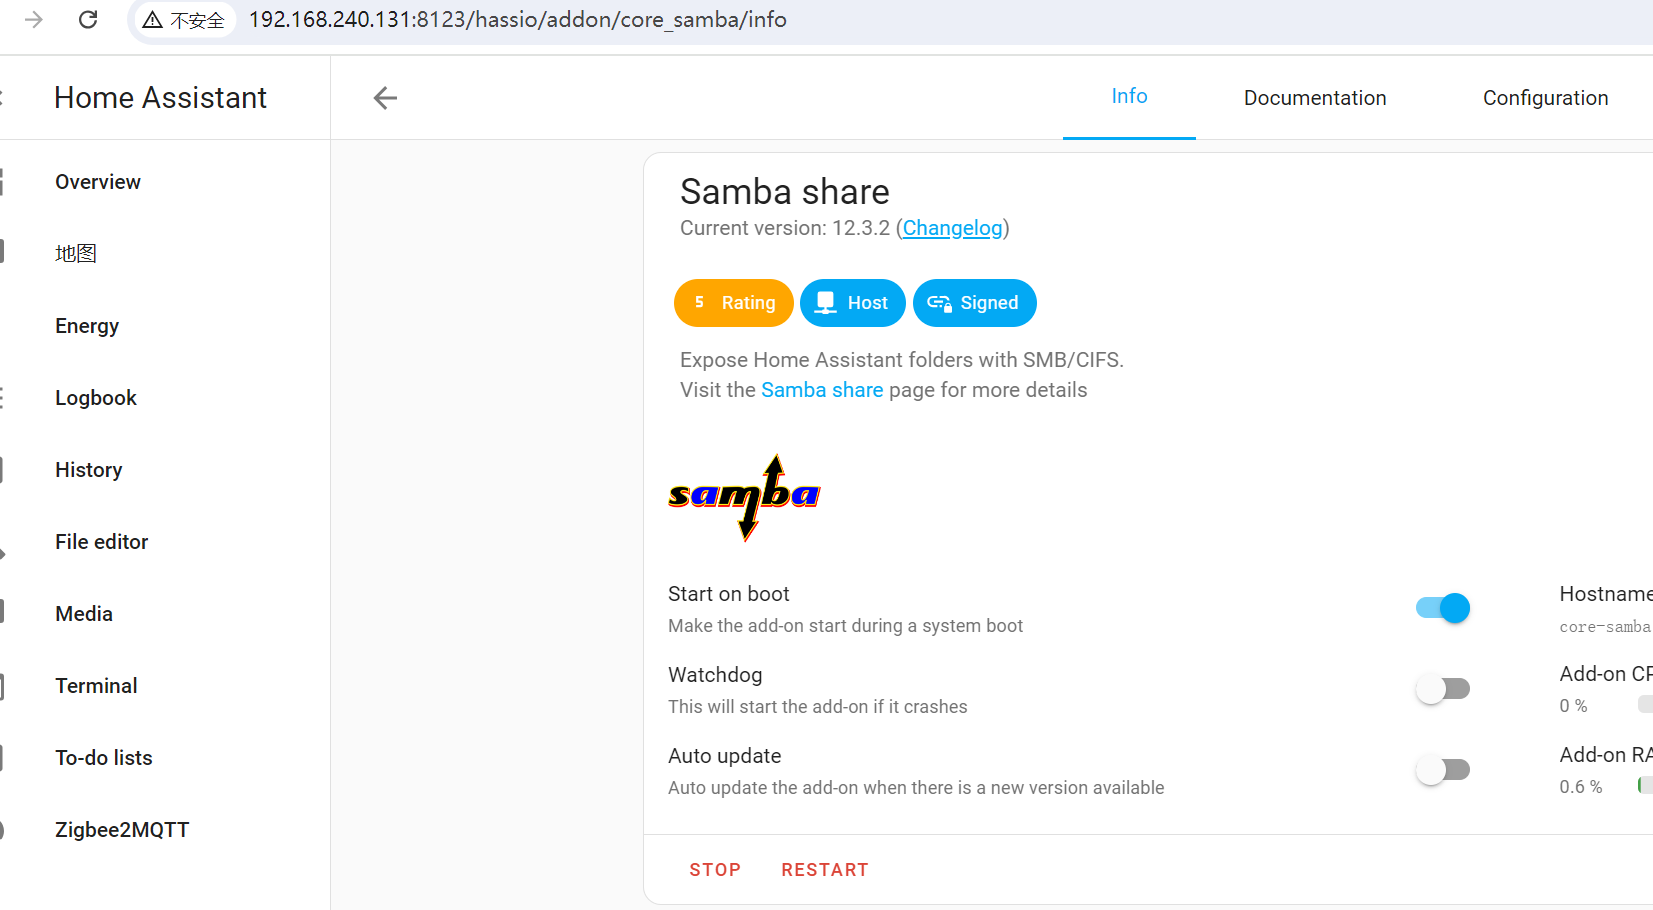 不安全 192.168.240.131:8123/hassio/addon/core_samba/info
Home Assistant
Info Documentation Configuration
Overview
地图
Energy
Logbook
History
File editor
Media
Terminal
To-do lists
Zigbee2MQTT
Samba share
Current version: 12.3.2 (Changelog)
5 Rating Host Signed
Expose Home Assistant folders with SMB/CIFS.
Visit the Samba share page for more details
samba
Start on boot
Make the add-on start during a system boot
Watchdog
This will start the add-on if it crashes
Auto update
Auto update the add-on when there is a new version available
Hostname
core-samba
Add-on CP
0 %
Add-on RA
0.6 %
STOP RESTART